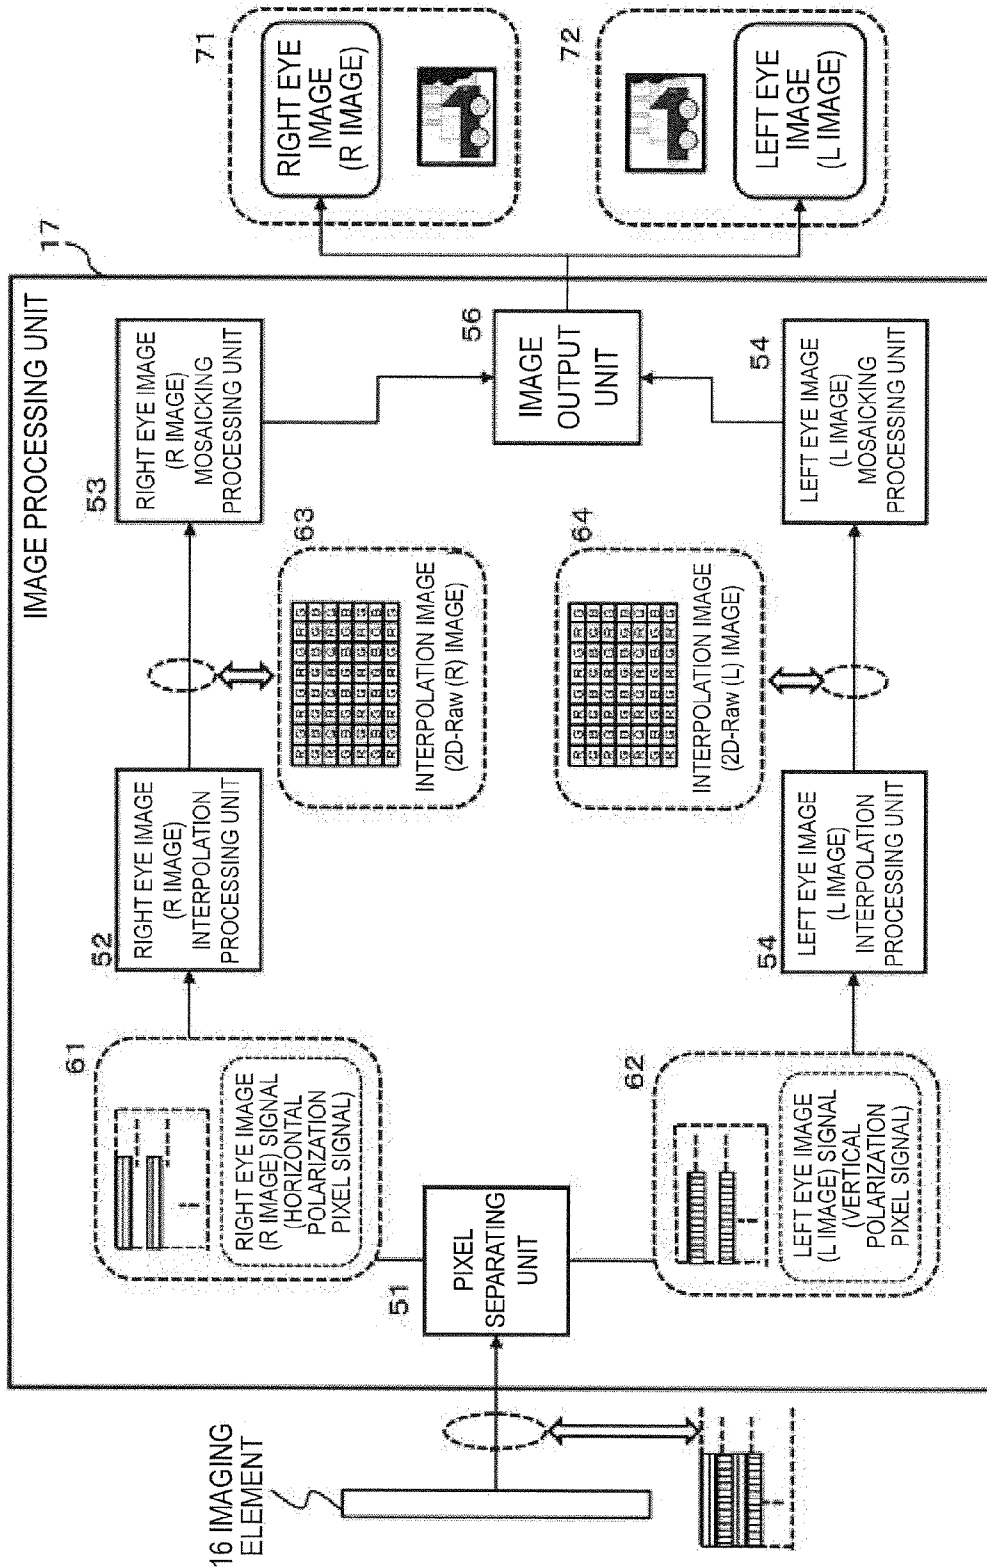 16 IMAGING
ELEMENT
IMAGE PROCESSING UNIT
17
51
PIXEL
SEPARATING
UNIT
61
RIGHT EYE IMAGE
(R IMAGE) SIGNAL
(HORIZONTAL
POLARIZATION
PIXEL SIGNAL)
62
LEFT EYE IMAGE
(L IMAGE) SIGNAL
(VERTICAL
POLARIZATION
PIXEL SIGNAL)
52
RIGHT EYE IMAGE
(R IMAGE)
INTERPOLATION
PROCESSING UNIT
54
LEFT EYE IMAGE
(L IMAGE)
INTERPOLATION
PROCESSING UNIT
63
R G R G R G R G
G B G B G B G B
R G R G R G R G
G B G B G B G B
R G R G R G R G
G B G B G B G B
R G R G R G R G
INTERPOLATION IMAGE
(2D-Raw (R) IMAGE)
64
R G R G R G R G
G B G B G B G B
R G R G R G R G
G B G B G B G B
R G R G R G R G
G B G B G B G B
R G R G R G R G
INTERPOLATION IMAGE
(2D-Raw (L) IMAGE)
53
RIGHT EYE IMAGE
(R IMAGE)
MOSAICKING
PROCESSING UNIT
54
LEFT EYE IMAGE
(L IMAGE)
MOSAICKING
PROCESSING UNIT
56
IMAGE
OUTPUT
UNIT
71
RIGHT EYE
IMAGE
(R IMAGE)
72
LEFT EYE
IMAGE
(L IMAGE)